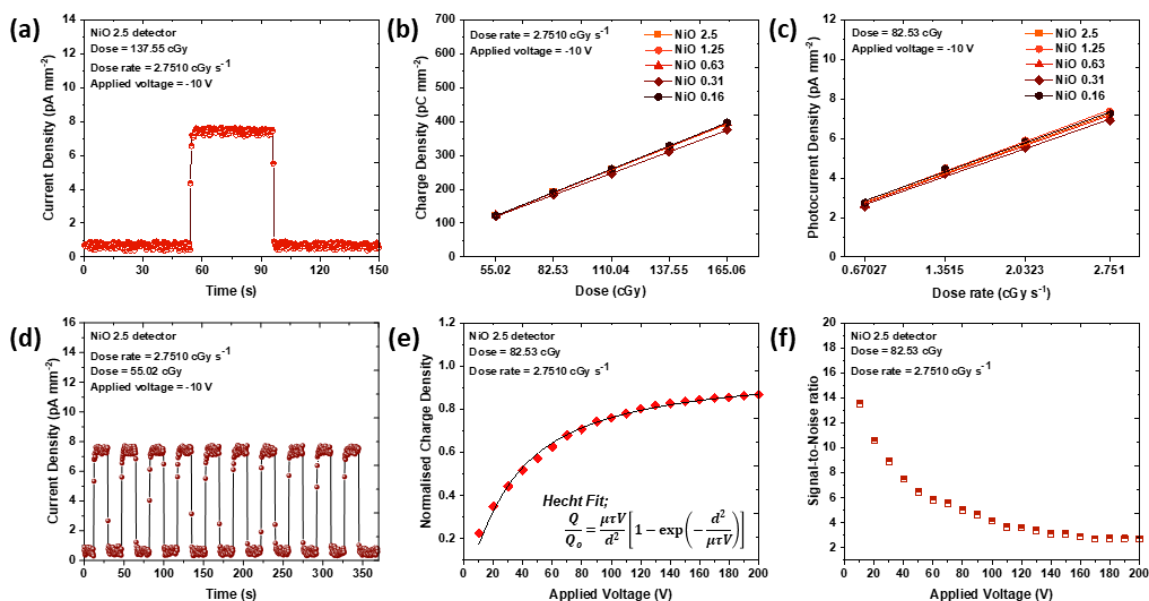 (a)
NiO 2.5 detector
Dose = 137.55 cGy
Dose rate = 2.7510 cGy s⁻¹
Applied voltage = -10 V
Current Density (pA mm⁻²)
14
12
10
8
6
4
2
0
0 30 60 90 120 150
Time (s)
(b)
Dose rate = 2.7510 cGy s⁻¹
Applied voltage = -10 V
NiO 2.5
NiO 1.25
NiO 0.63
NiO 0.31
NiO 0.16
Charge Density (pC mm⁻²)
800
700
600
500
400
300
200
100
0
55.02 82.53 110.04 137.55 165.06
Dose (cGy)
(c)
Dose = 82.53 cGy
Applied voltage = -10 V
NiO 2.5
NiO 1.25
NiO 0.63
NiO 0.31
NiO 0.16
Photocurrent Density (pA mm⁻²)
12
10
8
6
4
2
0
0.67027 1.3515 2.0323 2.751
Dose rate (cGy s⁻¹)
(d)
NiO 2.5 detector
Dose rate = 2.7510 cGy s⁻¹
Dose = 55.02 cGy
Applied voltage = -10 V
Current Density (pA mm⁻²)
16
14
12
10
8
6
4
2
0
0 50 100 150 200 250 300 350
Time (s)
(e)
NiO 2.5 detector
Dose = 82.53 cGy
Dose rate = 2.7510 cGy s⁻¹
Normalised Charge Density
1.2
1.0
0.8
0.6
0.4
0.2
Hecht Fit;
Q/Qₒ = μτV/d² [1 − exp(−d²/μτV)]
0 20 40 60 80 100 120 140 160 180 200
Applied Voltage (V)
(f)
NiO 2.5 detector
Dose = 82.53 cGy
Dose rate = 2.7510 cGy s⁻¹
Signal-to-Noise ratio
20
18
16
14
12
10
8
6
4
2
0 20 40 60 80 100 120 140 160 180 200
Applied Voltage (V)